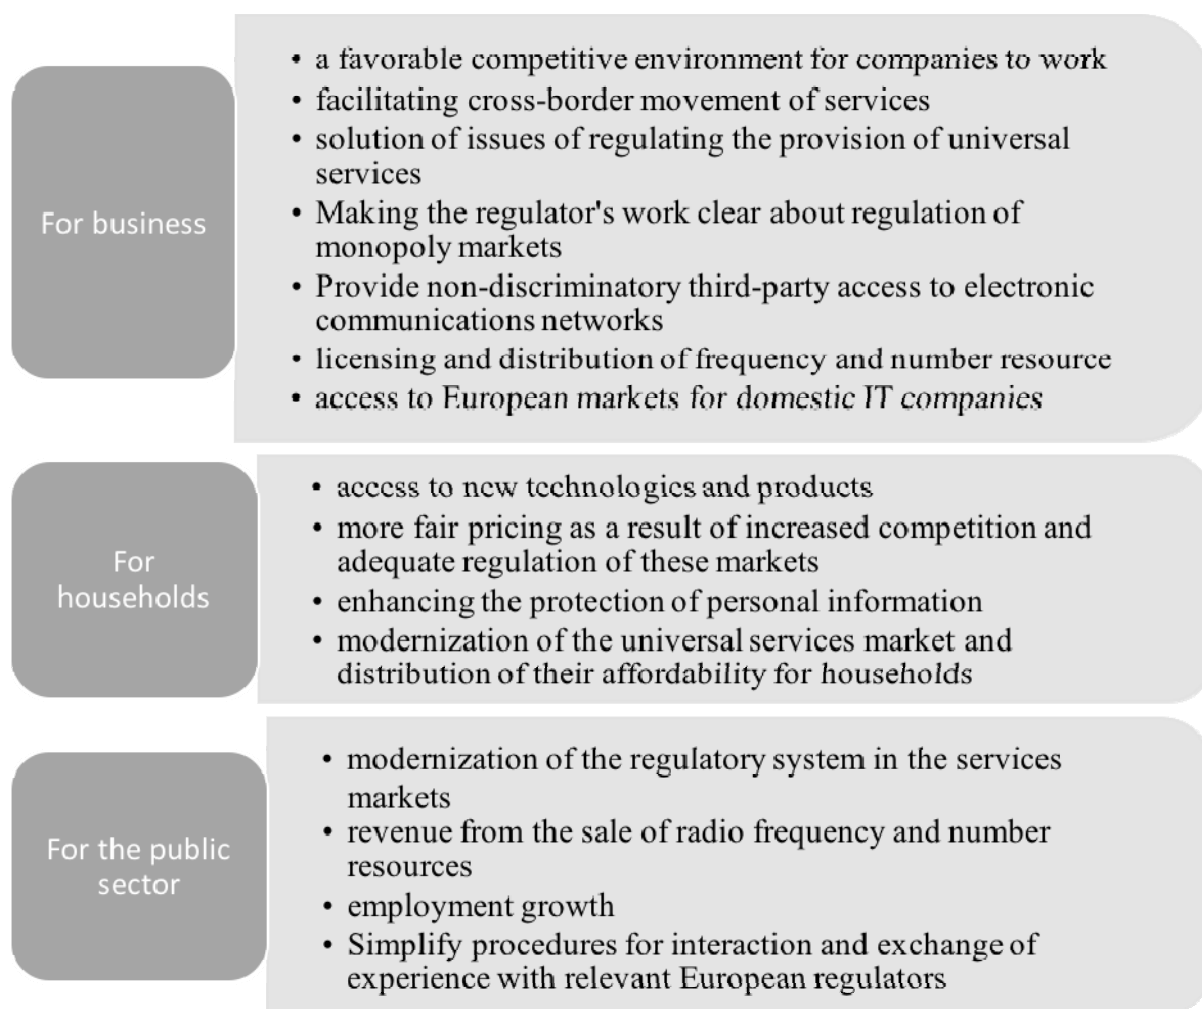 For business
• a favorable competitive environment for companies to work
• facilitating cross-border movement of services
• solution of issues of regulating the provision of universal
services
• Making the regulator's work clear about regulation of
monopoly markets
• Provide non-discriminatory third-party access to electronic
communications networks
• licensing and distribution of frequency and number resource
• access to European markets for domestic IT companies
For
households
• access to new technologies and products
• more fair pricing as a result of increased competition and
adequate regulation of these markets
• enhancing the protection of personal information
• modernization of the universal services market and
distribution of their affordability for households
For the public
sector
• modernization of the regulatory system in the services
markets
• revenue from the sale of radio frequency and number
resources
• employment growth
• Simplify procedures for interaction and exchange of
experience with relevant European regulators